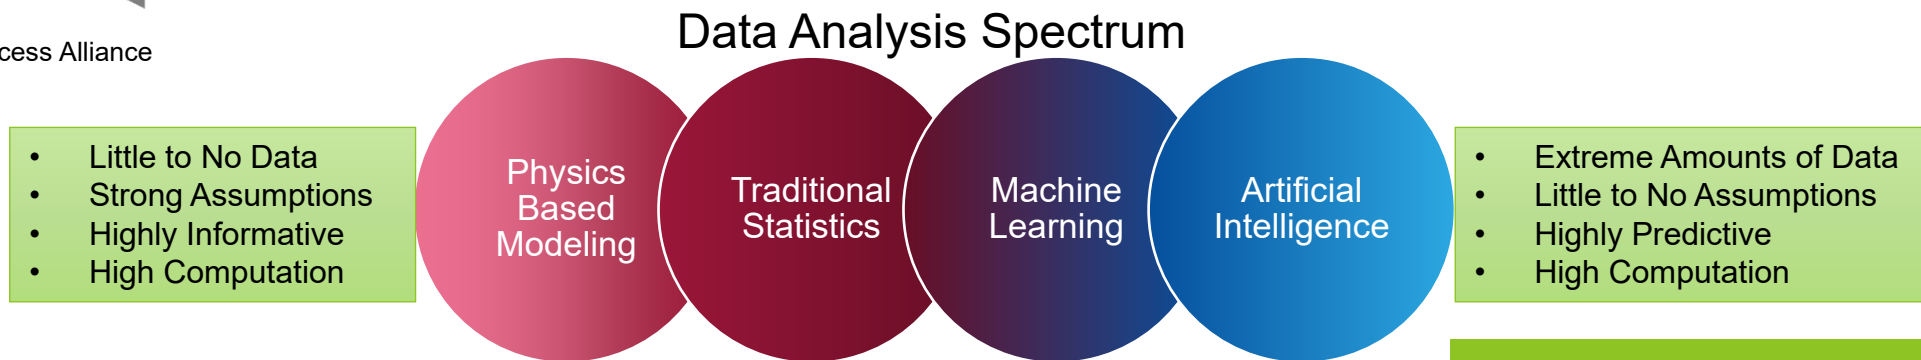 Data Analysis Spectrum
cess Alliance
• Little to No Data
• Strong Assumptions
• Highly Informative
• High Computation
Physics
Based
Modeling
Traditional
Statistics
Machine
Learning
Artificial
Intelligence
• Extreme Amounts of Data
• Little to No Assumptions
• Highly Predictive
• High Computation